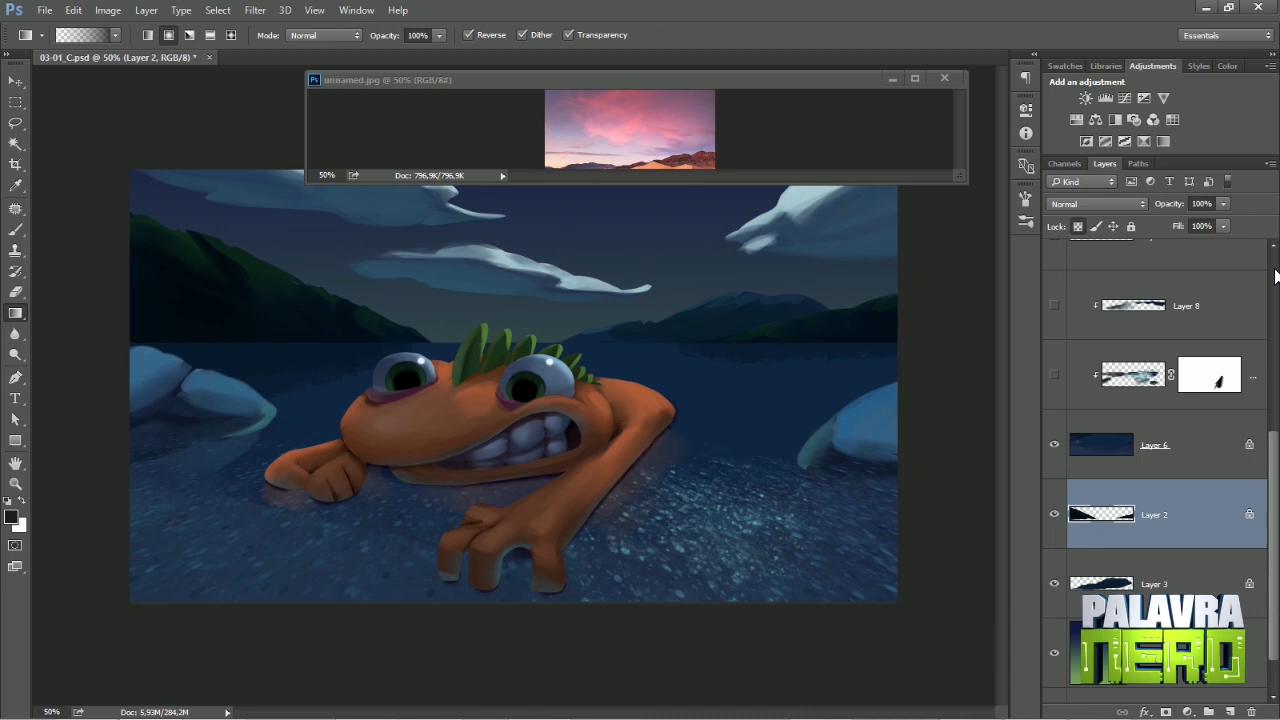 Ps File Edit Image Layer Type Select Filter 3D View Window Help
Mode: Normal Opacity: 100% Reverse Dither Transparency Essentials
03-01_C.psd @ 50% (Layer 2, RGB/8) * ×
Ps unnamed.jpg @ 50% (RGB/8#)
50% Doc: 796,9K/796,9K
Swatches Libraries Adjustments Styles Color
Add an adjustment
Channels Layers Paths
Kind
Normal Opacity: 100%
Lock: Fill: 100%
Layer 8
...
Layer 6
Layer 2
Layer 3
PALAVRA
NERD
50% Doc: 5,93M/284,2M